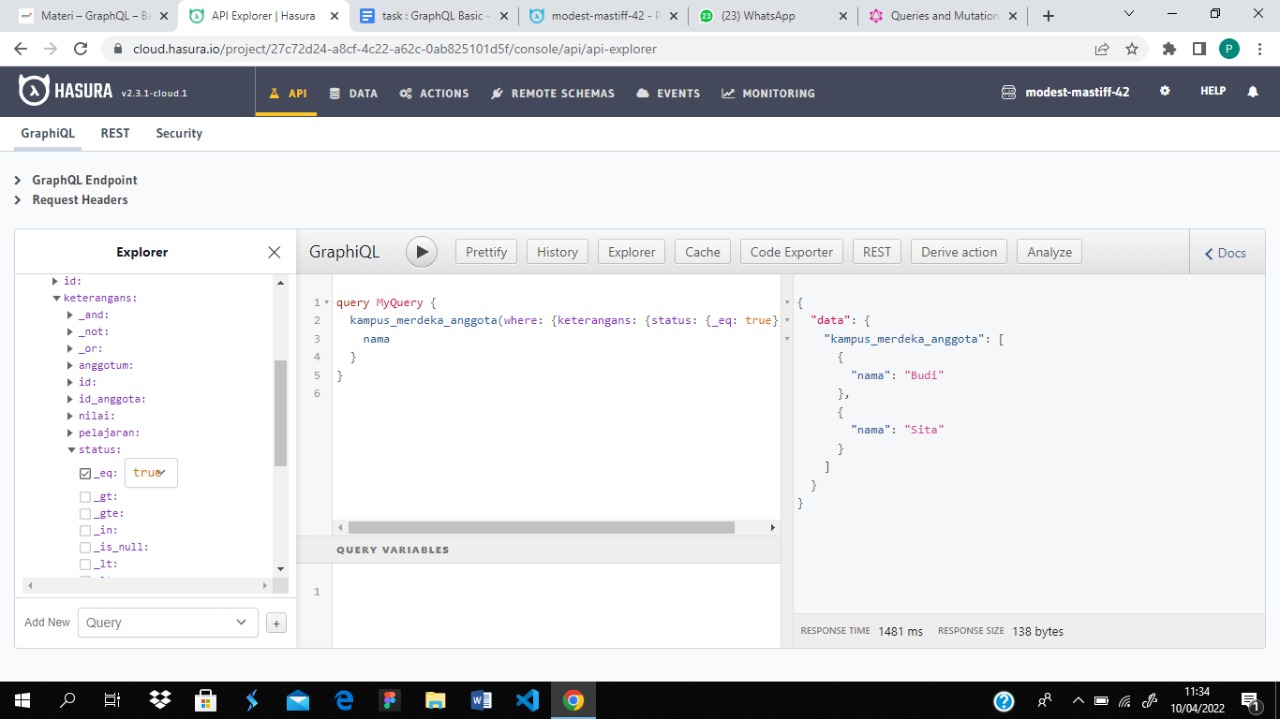 Materi – GraphQL – Ba
API Explorer | Hasura
task : GraphQL Basic -
modest-mastiff-42 - P
(23) WhatsApp
Queries and Mutation
cloud.hasura.io/project/27c72d24-a8cf-4c22-a62c-0ab825101d5f/console/api/api-explorer
P
HASURA v2.3.1-cloud.1
API
DATA
ACTIONS
REMOTE SCHEMAS
EVENTS
MONITORING
modest-mastiff-42
HELP
GraphiQL
REST
Security
GraphQL Endpoint
Request Headers
Explorer
id:
keterangans:
_and:
_not:
_or:
anggotum:
id:
id_anggota:
nilai:
pelajaran:
status:
_eq: true
_gt:
_gte:
_in:
_is_null:
_lt:
Add New Query +
GraphiQL
Prettify
History
Explorer
Cache
Code Exporter
REST
Derive action
Analyze
Docs
1 query MyQuery {
2 kampus_merdeka_anggota(where: {keterangans: {status: {_eq: true}
3 nama
4 }
5 }
6
QUERY VARIABLES
1
{
"data": {
"kampus_merdeka_anggota": [
{
"nama": "Budi"
},
{
"nama": "Sita"
}
]
}
}
RESPONSE TIME 1481 ms RESPONSE SIZE 138 bytes
11:34
10/04/2022
1